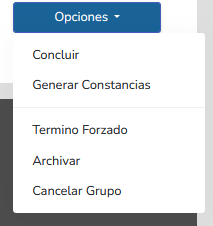 Opciones
Concluir
Generar Constancias
Termino Forzado
Archivar
Cancelar Grupo